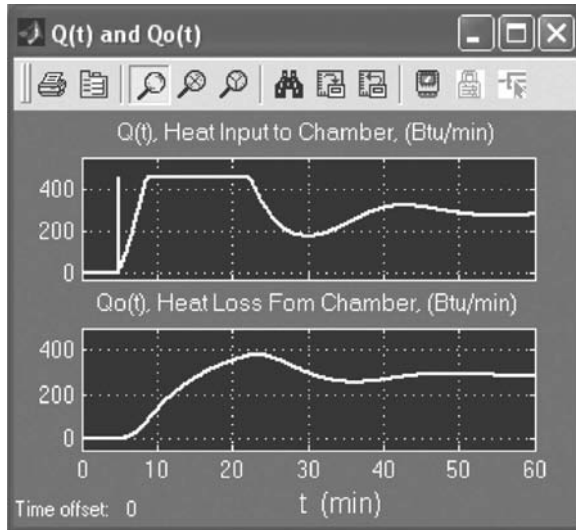 Q(t) and Qo(t)
Q(t), Heat Input to Chamber, (Btu/min)
400
200
0
Qo(t), Heat Loss Fom Chamber, (Btu/min)
400
200
0
0 10 20 30 40 50 60
Time offset: 0
t (min)